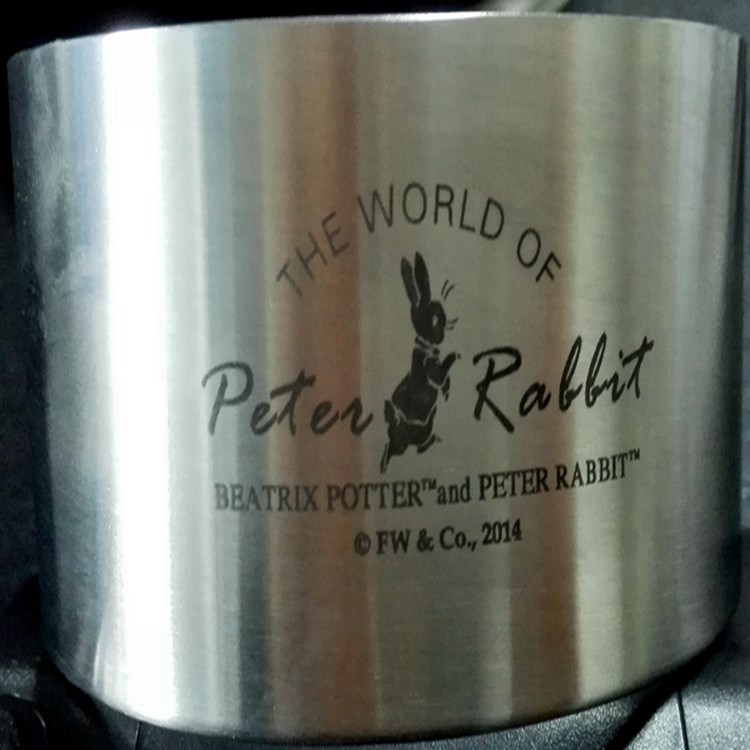 THE WORLD OF
Peter Rabbit
BEATRIX POTTER™ and PETER RABBIT™
© FW & Co., 2014